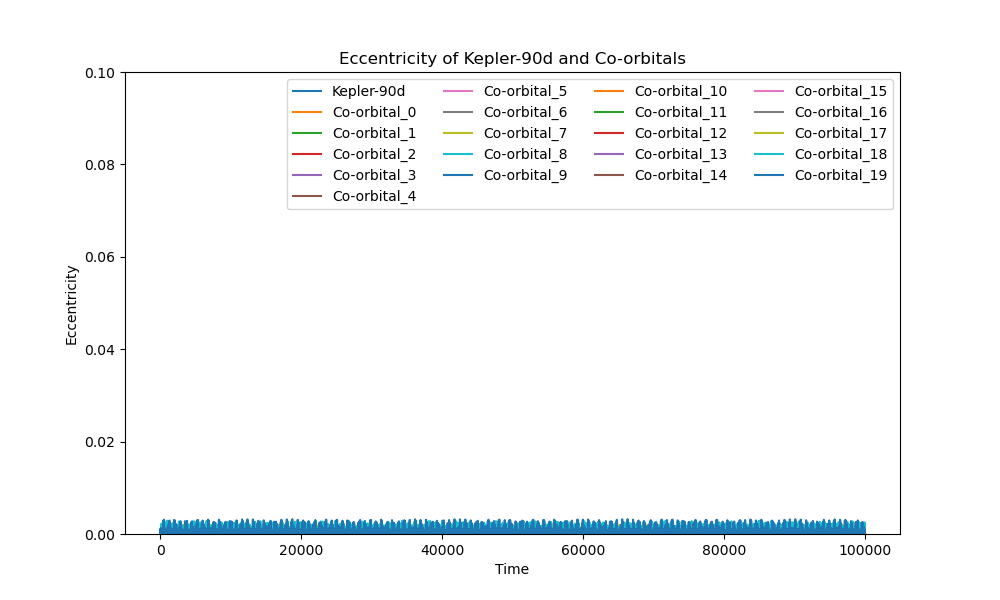 Eccentricity of Kepler-90d and Co-orbitals
0.10
0.08
0.06
0.04
0.02
0.00
Eccentricity
Kepler-90d
Co-orbital_0
Co-orbital_1
Co-orbital_2
Co-orbital_3
Co-orbital_4
Co-orbital_5
Co-orbital_6
Co-orbital_7
Co-orbital_8
Co-orbital_9
Co-orbital_10
Co-orbital_11
Co-orbital_12
Co-orbital_13
Co-orbital_14
Co-orbital_15
Co-orbital_16
Co-orbital_17
Co-orbital_18
Co-orbital_19
0
20000
40000
60000
80000
100000
Time